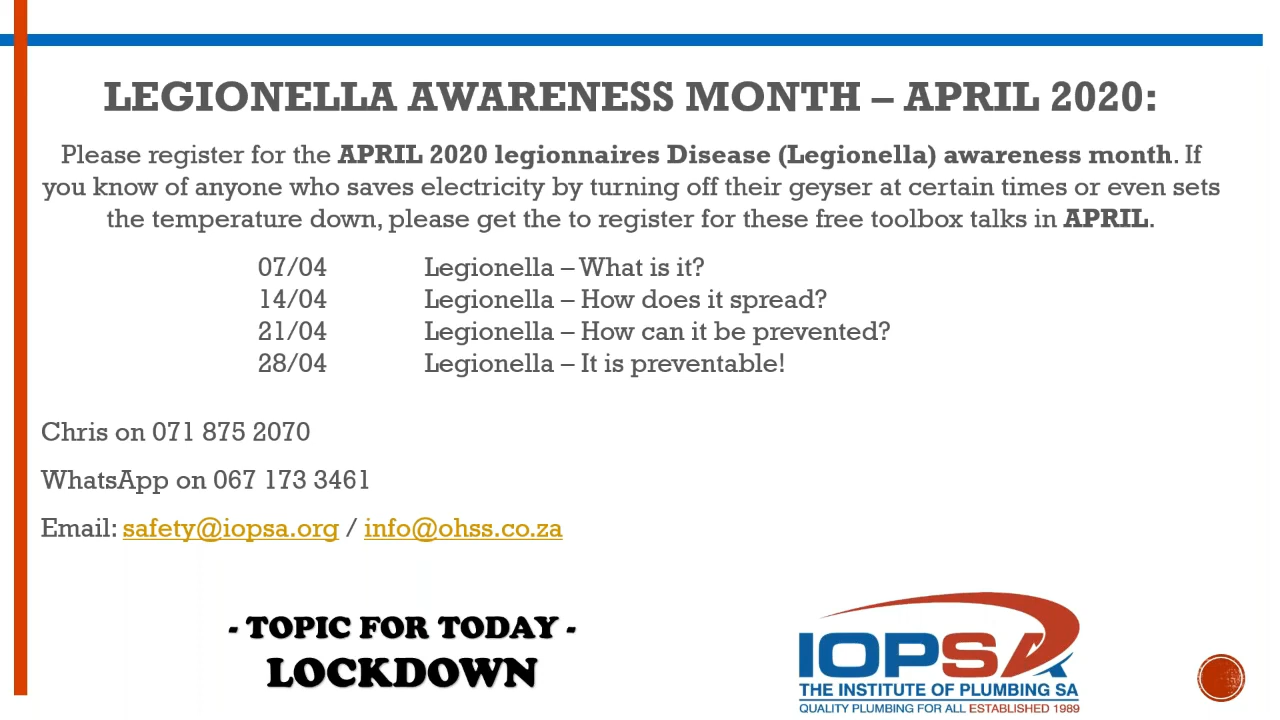 LEGIONELLA AWARENESS MONTH – APRIL 2020:
Please register for the APRIL 2020 legionnaires Disease (Legionella) awareness month. If
you know of anyone who saves electricity by turning off their geyser at certain times or even sets
the temperature down, please get the to register for these free toolbox talks in APRIL.
07/04 Legionella – What is it?
14/04 Legionella – How does it spread?
21/04 Legionella – How can it be prevented?
28/04 Legionella – It is preventable!
Chris on 071 875 2070
WhatsApp on 067 173 3461
Email: safety@iopsa.org / info@ohss.co.za
- TOPIC FOR TODAY -
LOCKDOWN
IOPSA
THE INSTITUTE OF PLUMBING SA
QUALITY PLUMBING FOR ALL ESTABLISHED 1989